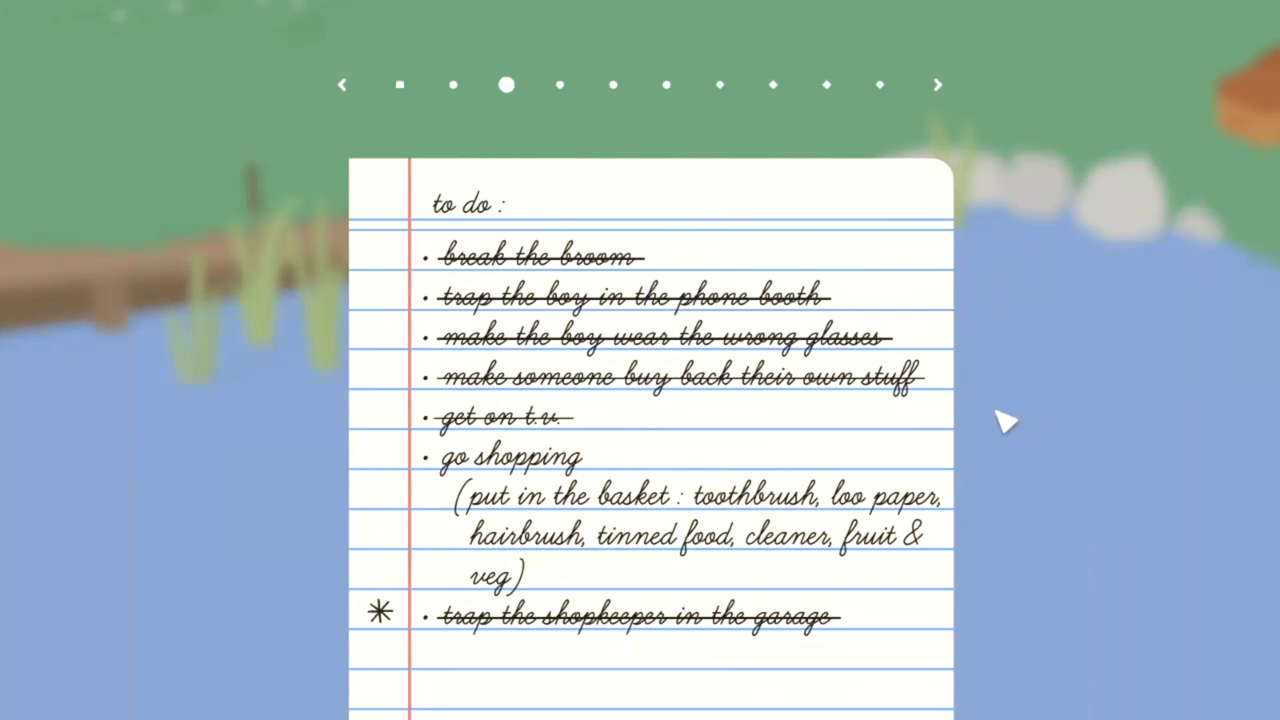 to do :
• break the broom
• trap the boy in the phone booth
• make the boy wear the wrong glasses
• make someone buy back their own stuff
• get on t.v.
• go shopping
(put in the basket : toothbrush, loo paper,
hairbrush, tinned food, cleaner, fruit &
veg)
* • trap the shopkeeper in the garage